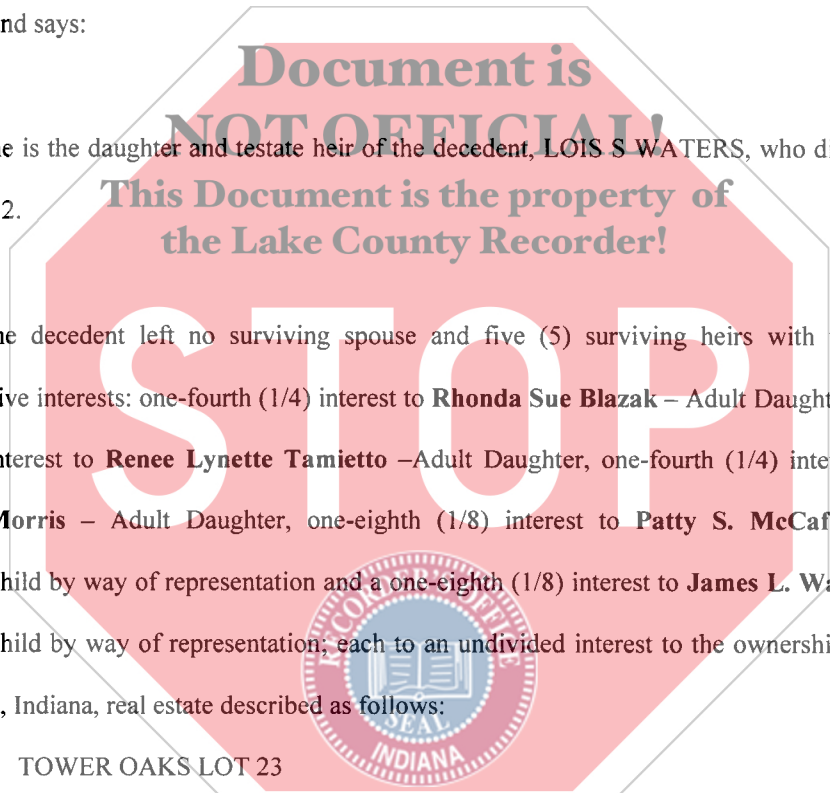 nd says:
Document is
NOT OFFICIAL!
e is the daughter and testate heir of the decedent, LOIS S WATERS, who d
This Document is the property of
2.
the Lake County Recorder!
STOP
e decedent left no surviving spouse and five (5) surviving heirs with
ive interests: one-fourth (1/4) interest to Rhonda Sue Blazak – Adult Daught
nterest to Renee Lynette Tamietto –Adult Daughter, one-fourth (1/4) inte
Morris – Adult Daughter, one-eighth (1/8) interest to Patty S. McCaf
hild by way of representation and a one-eighth (1/8) interest to James L. Wa
RECORDER'S OFFICE
hild by way of representation; each to an undivided interest to the ownershi
, Indiana, real estate described as follows:
SEAL
INDIANA
TOWER OAKS LOT 23